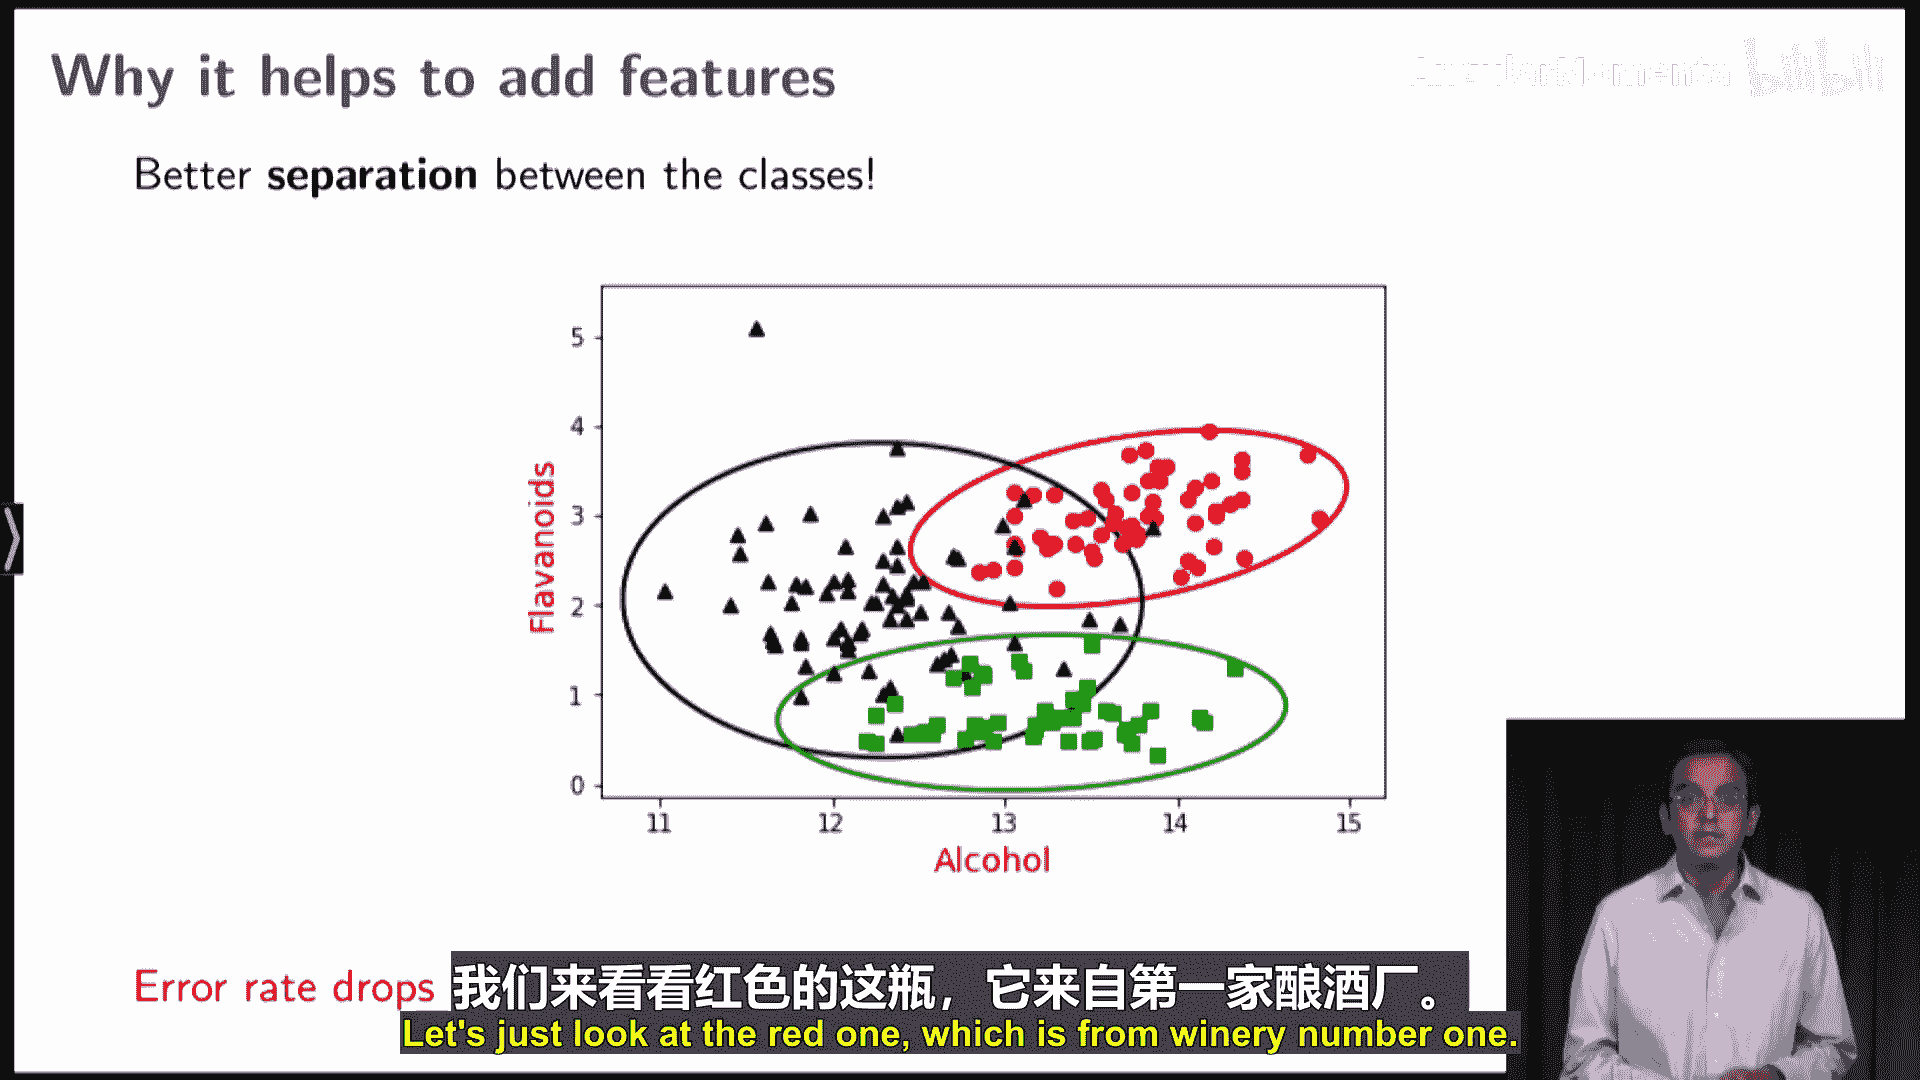 Why it helps to add features
bilibili
Better separation between the classes!
5
4
3
2
1
0
Flavanoids
11 12 13 14 15
Alcohol
Error rate drops
我们来看看红色的这瓶，它来自第一家酿酒厂。
Let's just look at the red one, which is from winery number one.